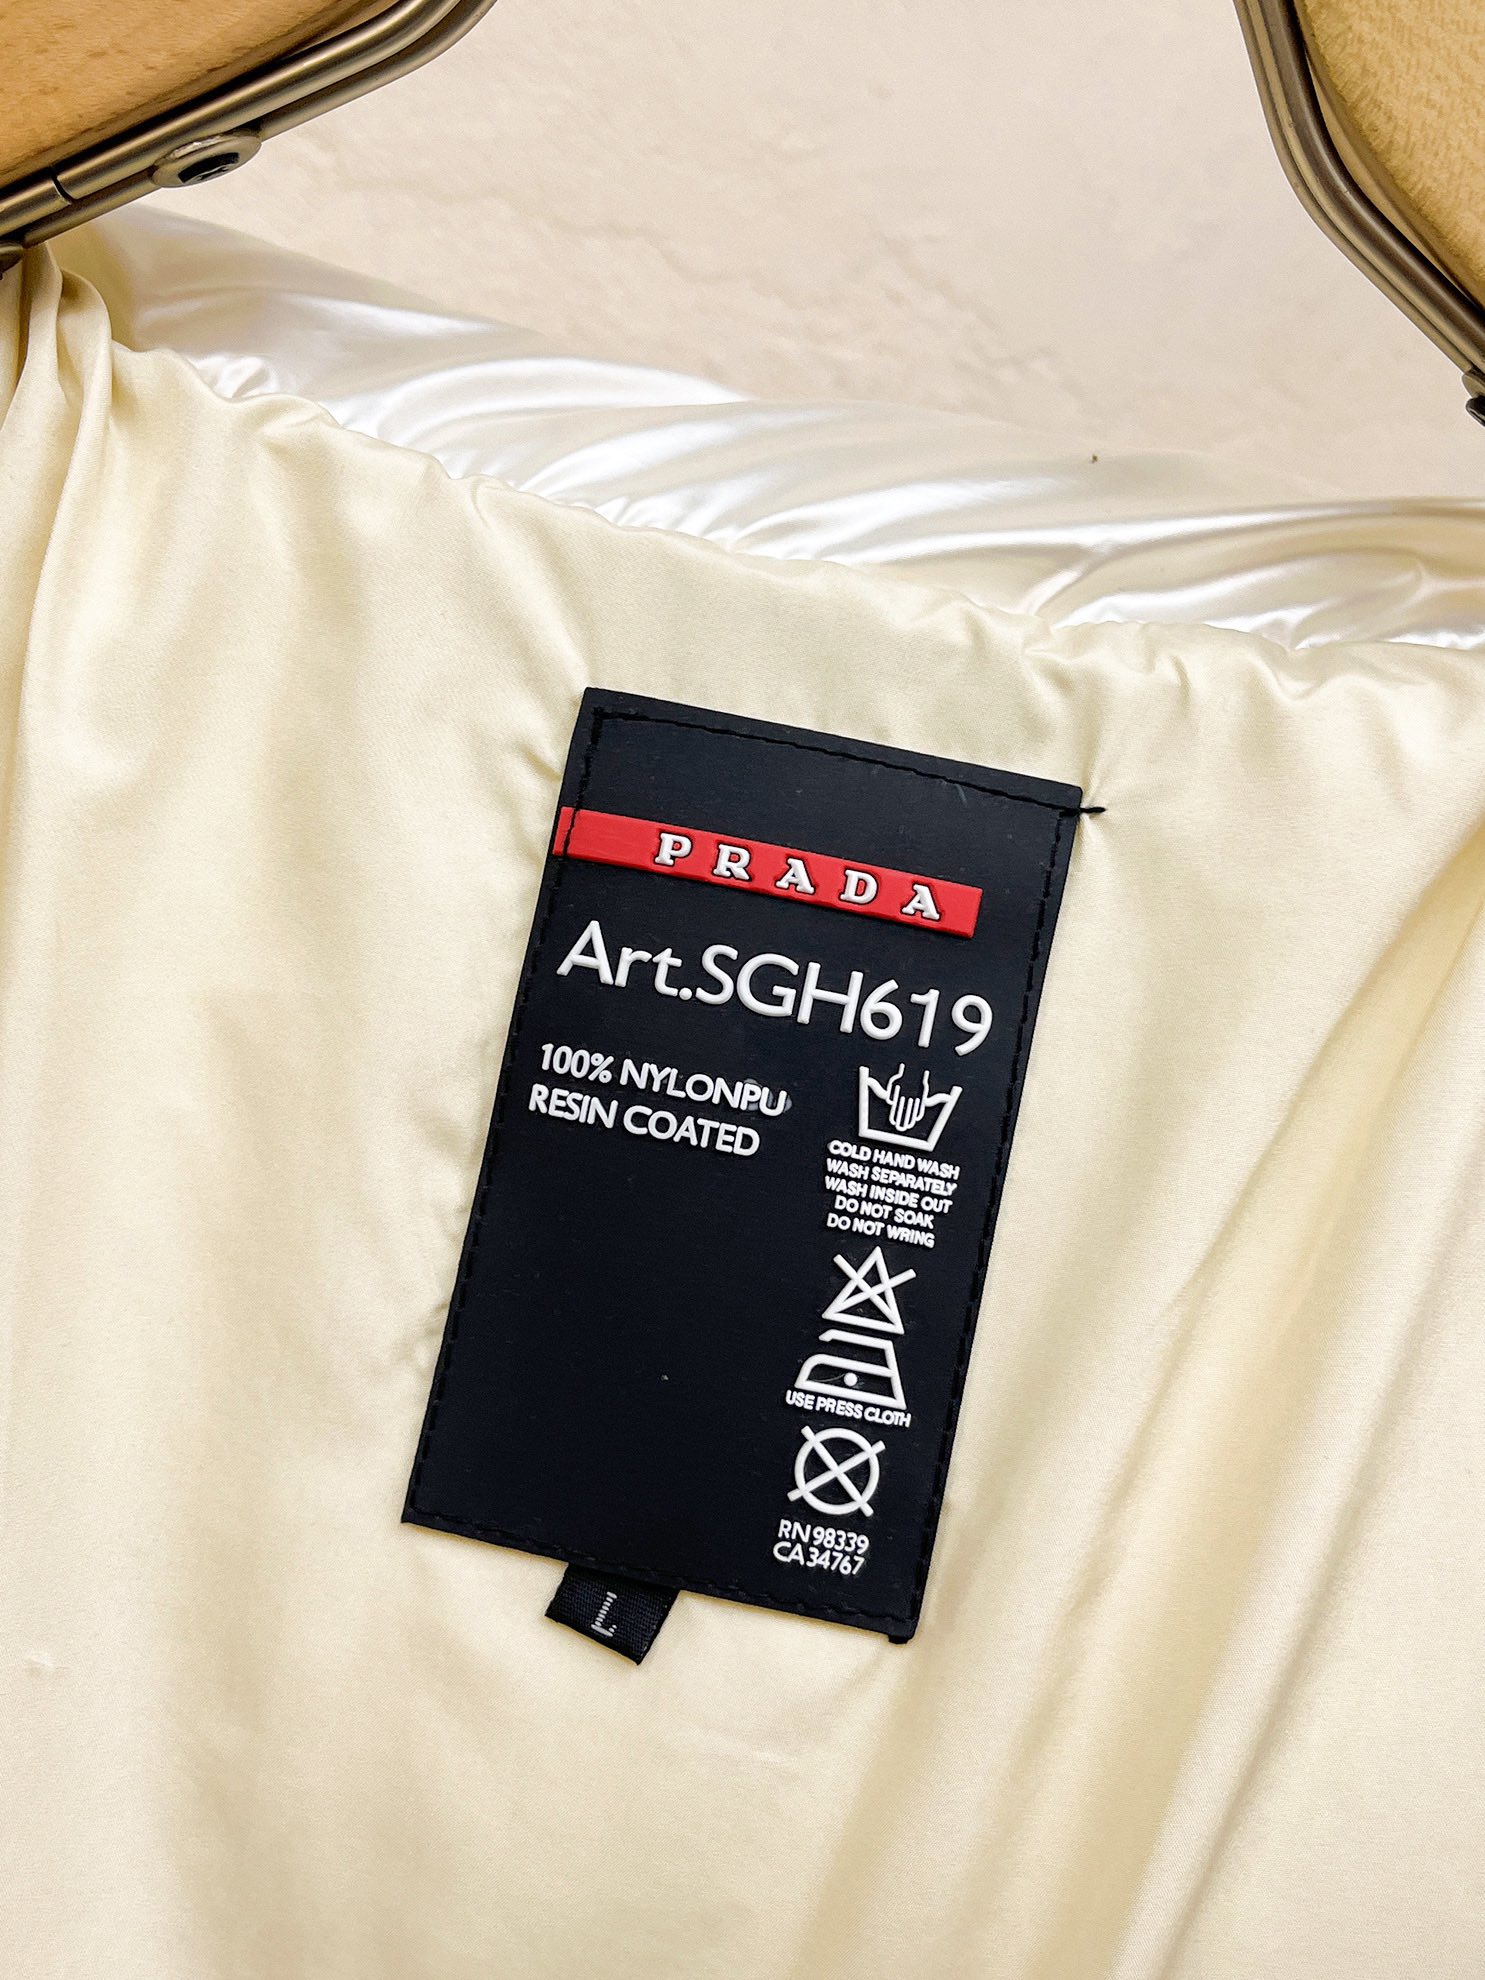 PRADA
Art.SGH619
100% NYLONPU
RESIN COATED
COLD HAND WASH
WASH SEPARATELY
WASH INSIDE OUT
DO NOT SOAK
DO NOT WRING
USE PRESS CLOTH
RN 98339
CA 34767
L